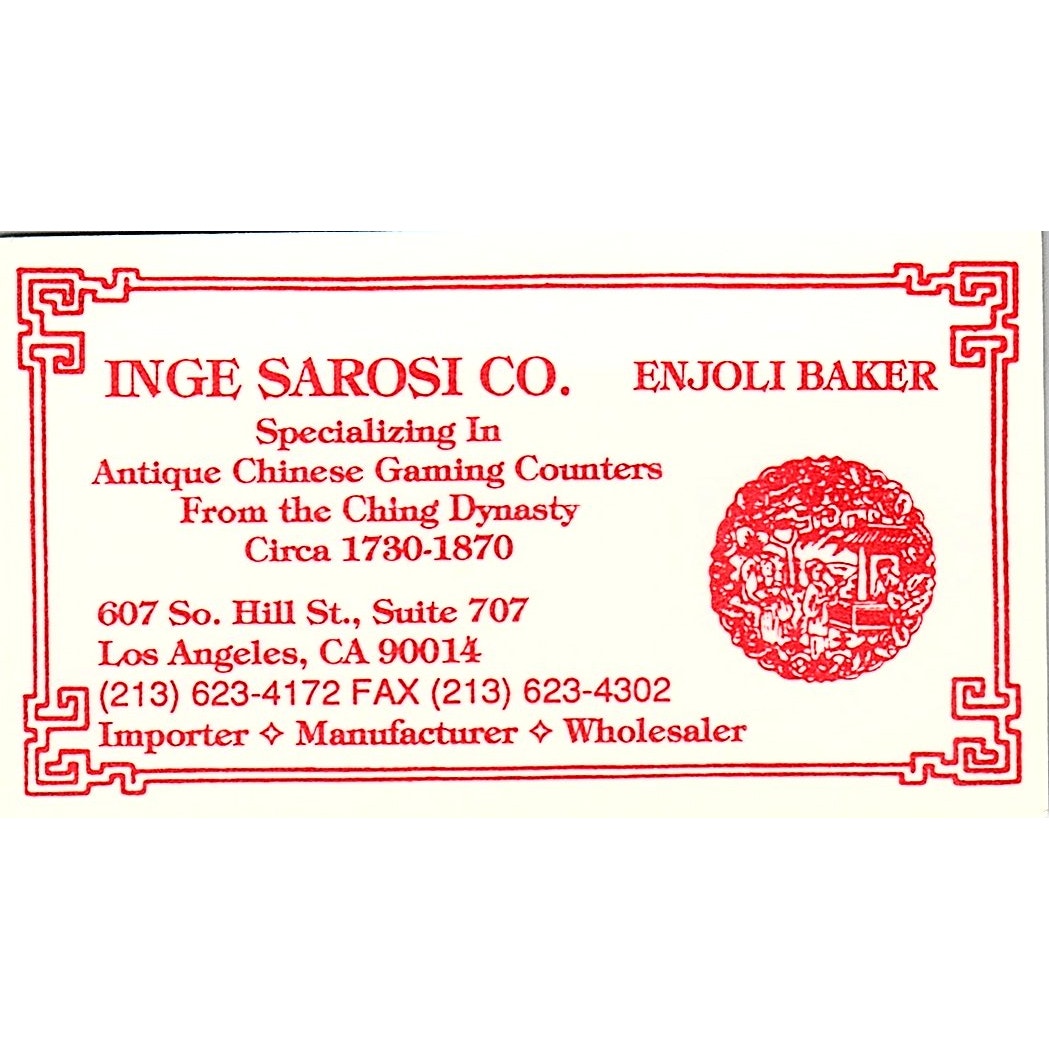 INGE SAROSI CO. ENJOLI BAKER
Specializing In
Antique Chinese Gaming Counters
From the Ching Dynasty
Circa 1730-1870
607 So. Hill St., Suite 707
Los Angeles, CA 90014
(213) 623-4172 FAX (213) 623-4302
Importer ✧ Manufacturer ✧ Wholesaler